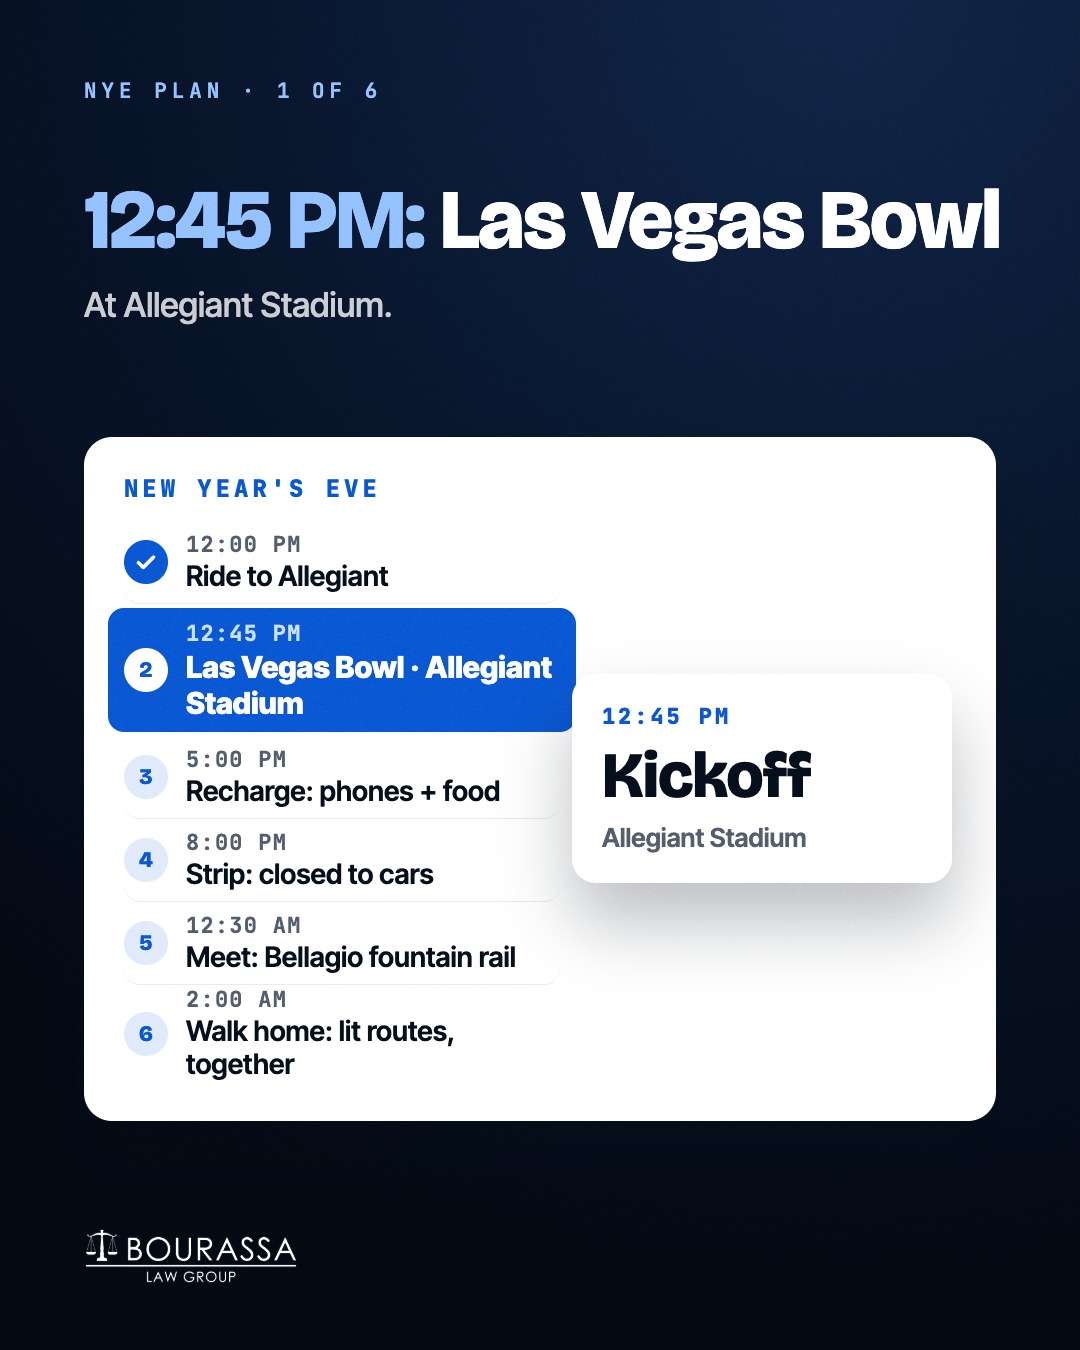 NYE PLAN · 1 OF 6
12:45 PM: Las Vegas Bowl
At Allegiant Stadium.
NEW YEAR'S EVE
12:00 PM
Ride to Allegiant
12:45 PM
2
Las Vegas Bowl · Allegiant
Stadium
12:45 PM
Kickoff
Allegiant Stadium
5:00 PM
3
Recharge: phones + food
8:00 PM
4
Strip: closed to cars
12:30 AM
5
Meet: Bellagio fountain rail
2:00 AM
6
Walk home: lit routes,
together
BOURASSA
LAW GROUP